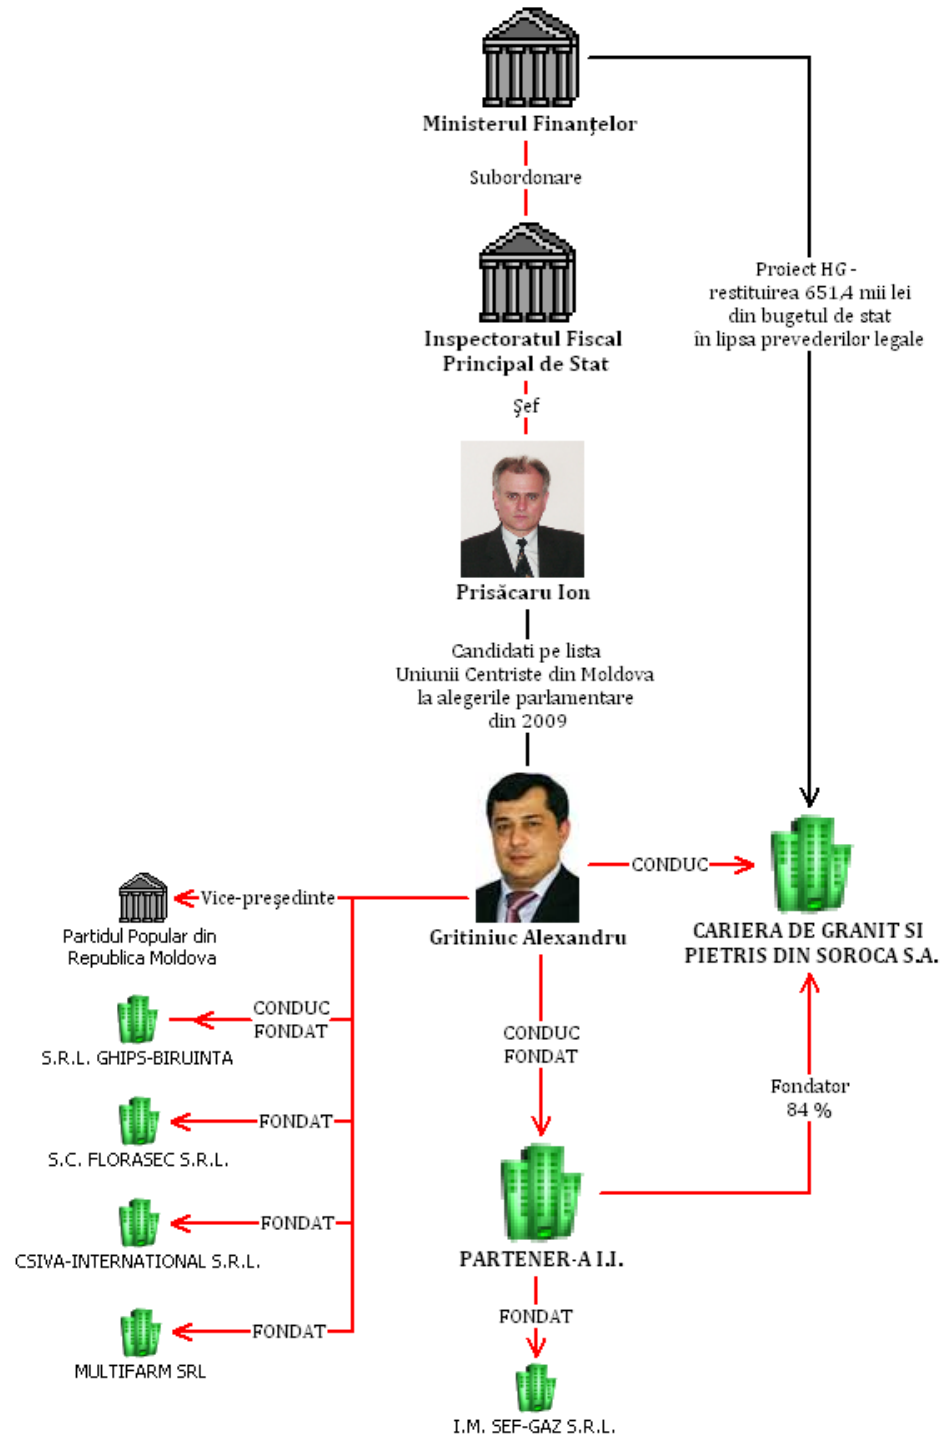 Ministerul Finanțelor
Subordonare
Inspectoratul Fiscal
Principal de Stat
Proiect HG -
restituirea 651,4 mii lei
din bugetul de stat
în lipsa prevederilor legale
Şef
Prisăcaru Ion
Candidati pe lista
Uniunii Centriste din Moldova
la alegerile parlamentare
din 2009
CONDUC
Gritiniuc Alexandru
CARIERA DE GRANIT SI
PIETRIS DIN SOROCA S.A.
Vice-preşedinte
Partidul Popular din
Republica Moldova
CONDUC
FONDAT
S.R.L. GHIPS-BIRUINTA
CONDUC
FONDAT
Fondator
84 %
FONDAT
S.C. FLORASEC S.R.L.
FONDAT
CSIVA-INTERNATIONAL S.R.L.
PARTENER-A I.I.
FONDAT
MULTIFARM SRL
FONDAT
I.M. SEF-GAZ S.R.L.